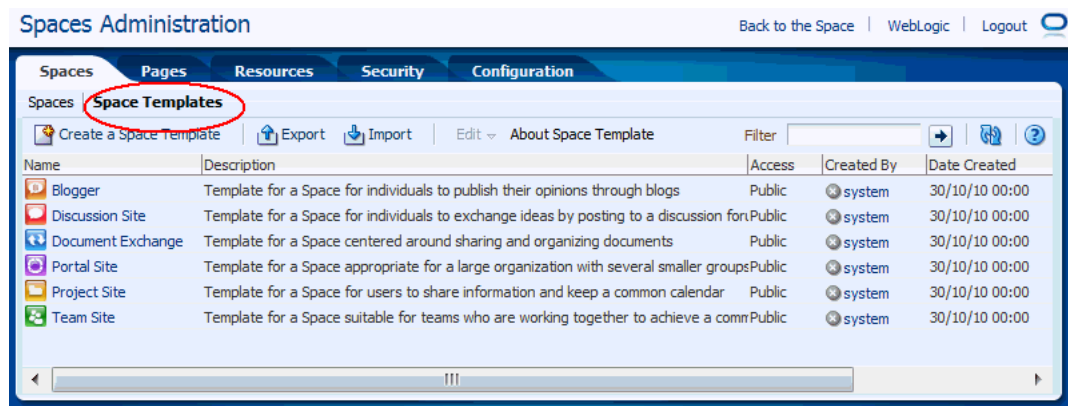 Spaces Administration Back to the Space WebLogic Logout
Spaces Pages Resources Security Configuration
Spaces Space Templates
Create a Space Template Export Import Edit About Space Template Filter
Name Description Access Created By Date Created
Blogger Template for a Space for individuals to publish their opinions through blogs Public system 30/10/10 00:00
Discussion Site Template for a Space for individuals to exchange ideas by posting to a discussion foru Public system 30/10/10 00:00
Document Exchange Template for a Space centered around sharing and organizing documents Public system 30/10/10 00:00
Portal Site Template for a Space appropriate for a large organization with several smaller groups Public system 30/10/10 00:00
Project Site Template for a Space for users to share information and keep a common calendar Public system 30/10/10 00:00
Team Site Template for a Space suitable for teams who are working together to achieve a comm Public system 30/10/10 00:00